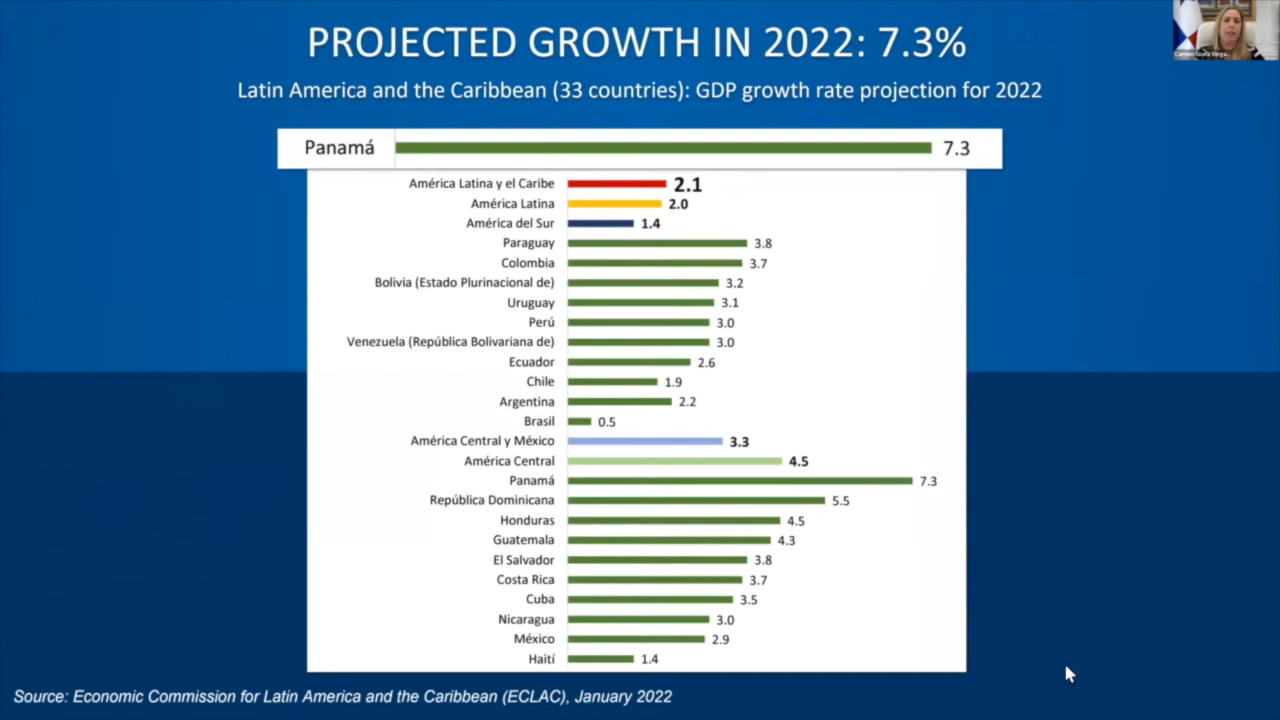 PROJECTED GROWTH IN 2022: 7.3%
Latin America and the Caribbean (33 countries): GDP growth rate projection for 2022
Panamá 7.3
América Latina y el Caribe 2.1
América Latina 2.0
América del Sur 1.4
Paraguay 3.8
Colombia 3.7
Bolivia (Estado Plurinacional de) 3.2
Uruguay 3.1
Perú 3.0
Venezuela (República Bolivariana de) 3.0
Ecuador 2.6
Chile 1.9
Argentina 2.2
Brasil 0.5
América Central y México 3.3
América Central 4.5
Panamá 7.3
República Dominicana 5.5
Honduras 4.5
Guatemala 4.3
El Salvador 3.8
Costa Rica 3.7
Cuba 3.5
Nicaragua 3.0
México 2.9
Haití 1.4
Source: Economic Commission for Latin America and the Caribbean (ECLAC), January 2022